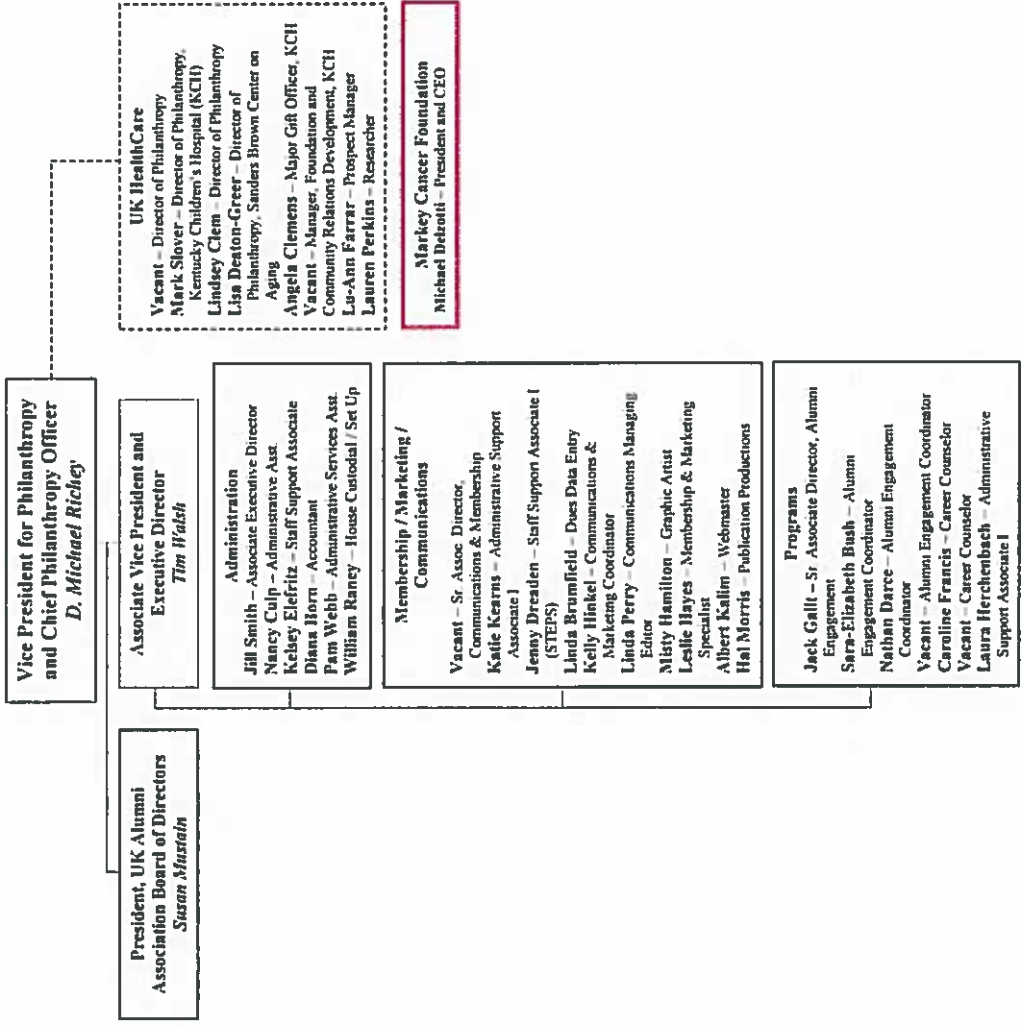 Vice President for Philanthropy
and Chief Philanthropy Officer
D. Michael Richey
President, UK Alumni
Association Board of Directors
Susan Mustain
Associate Vice President and
Executive Director
Tim Walsh
Administration
Jill Smith – Associate Executive Director
Nancy Culp – Administrative Asst.
Kelsey Elefritz – Staff Support Associate
Diana Horn – Accountant
Pam Webb – Administrative Services Asst.
William Raney – House Custodial / Set Up
Membership / Marketing /
Communications
Vacant – Sr. Assoc. Director,
Communications & Membership
Katie Kearns – Administrative Support
Associate I
Jenny Dreaden – Staff Support Associate I
(STEPS)
Linda Brumfield – Dues Data Entry
Kelly Hinkel – Communications &
Marketing Coordinator
Linda Perry – Communications Managing
Editor
Misty Hamilton – Graphic Artist
Leslie Hayes – Membership & Marketing
Specialist
Albert Kalim – Webmaster
Hal Morris – Publication Productions
Programs
Jack Gallt – Sr. Associate Director, Alumni
Engagement
Sara-Elizabeth Bush – Alumni
Engagement Coordinator
Nathan Darce – Alumni Engagement
Coordinator
Vacant – Alumni Engagement Coordinator
Caroline Francis – Career Counselor
Vacant – Career Counselor
Laura Herchenbach – Administrative
Support Associate I
UK HealthCare
Vacant – Director of Philanthropy
Mark Slover – Director of Philanthropy,
Kentucky Children's Hospital (KCH)
Lindsey Clem – Director of Philanthropy
Lisa Deaton-Greer – Director of
Philanthropy, Sanders Brown Center on
Aging
Angela Clemens – Major Gift Officer, KCH
Vacant – Manager, Foundation and
Community Relations Development, KCH
Lu-Ann Farrar – Prospect Manager
Lauren Perkins – Researcher
Markey Cancer Foundation
Michael Delzotti – President and CEO